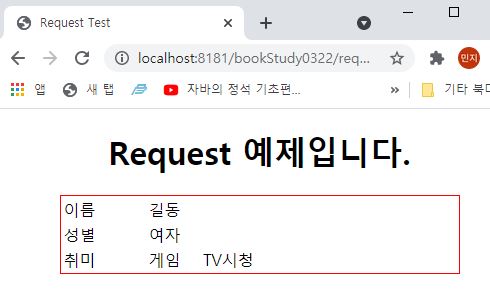 Request Test
localhost:8181/bookStudy0322/req...
민지
앱 새 탭 자바의 정석 기초편... » 기타 북마
Request 예제입니다.
이름 길동
성별 여자
취미 게임 TV시청